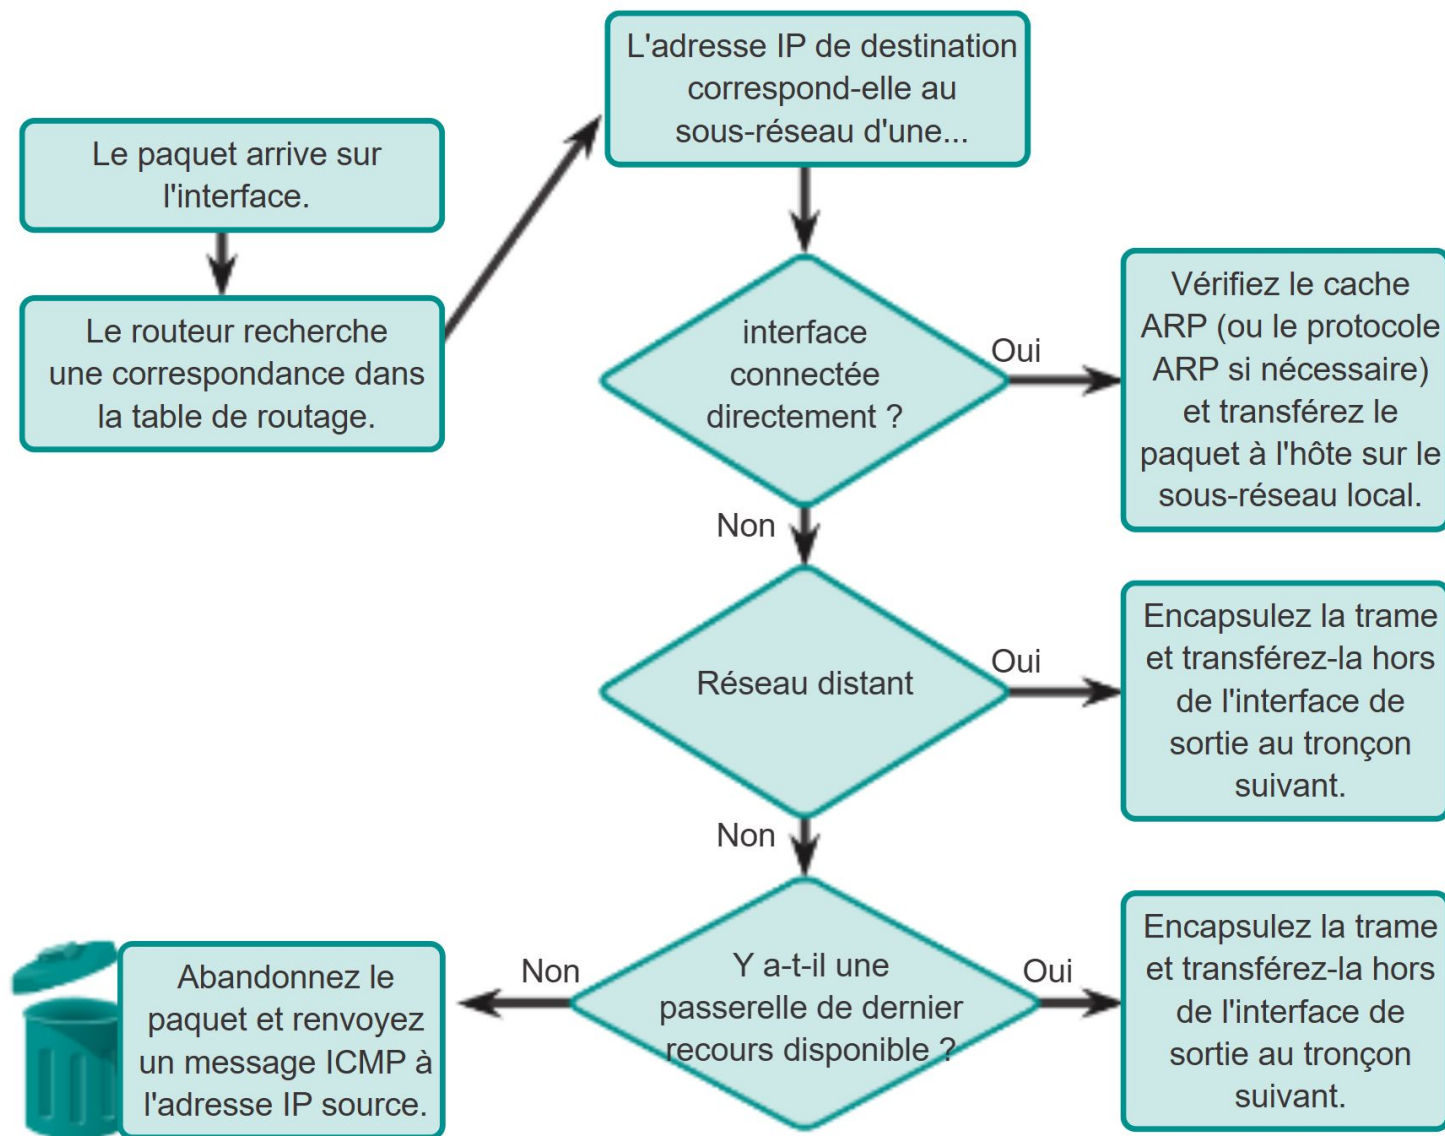 Le paquet arrive sur
l'interface.
Le routeur recherche
une correspondance dans
la table de routage.
L'adresse IP de destination
correspond-elle au
sous-réseau d'une...
interface
connectée
directement ?
Oui
Vérifiez le cache
ARP (ou le protocole
ARP si nécessaire)
et transférez le
paquet à l'hôte sur le
sous-réseau local.
Non
Réseau distant
Oui
Encapsulez la trame
et transférez-la hors
de l'interface de
sortie au tronçon
suivant.
Non
Y a-t-il une
passerelle de dernier
recours disponible ?
Oui
Encapsulez la trame
et transférez-la hors
de l'interface de
sortie au tronçon
suivant.
Non
Abandonnez le
paquet et renvoyez
un message ICMP à
l'adresse IP source.